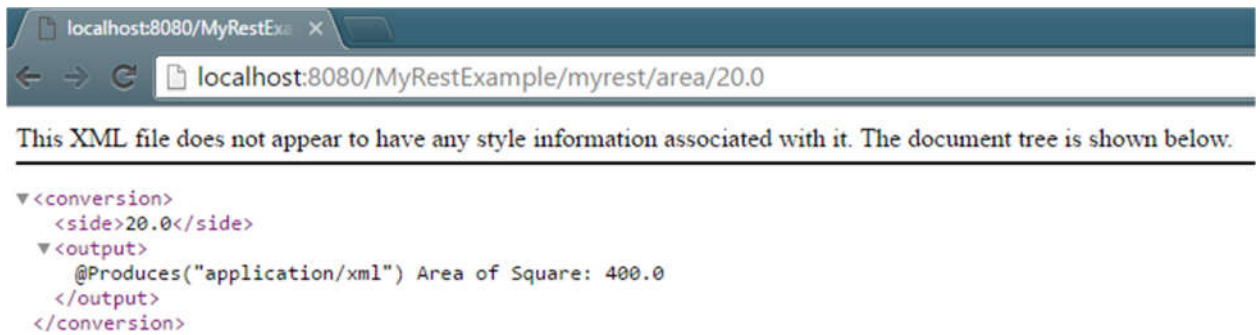 localhost:8080/MyRestExa
localhost:8080/MyRestExample/myrest/area/20.0
This XML file does not appear to have any style information associated with it. The document tree is shown below.
<conversion>
<side>20.0</side>
<output>
@Produces("application/xml") Area of Square: 400.0
</output>
</conversion>